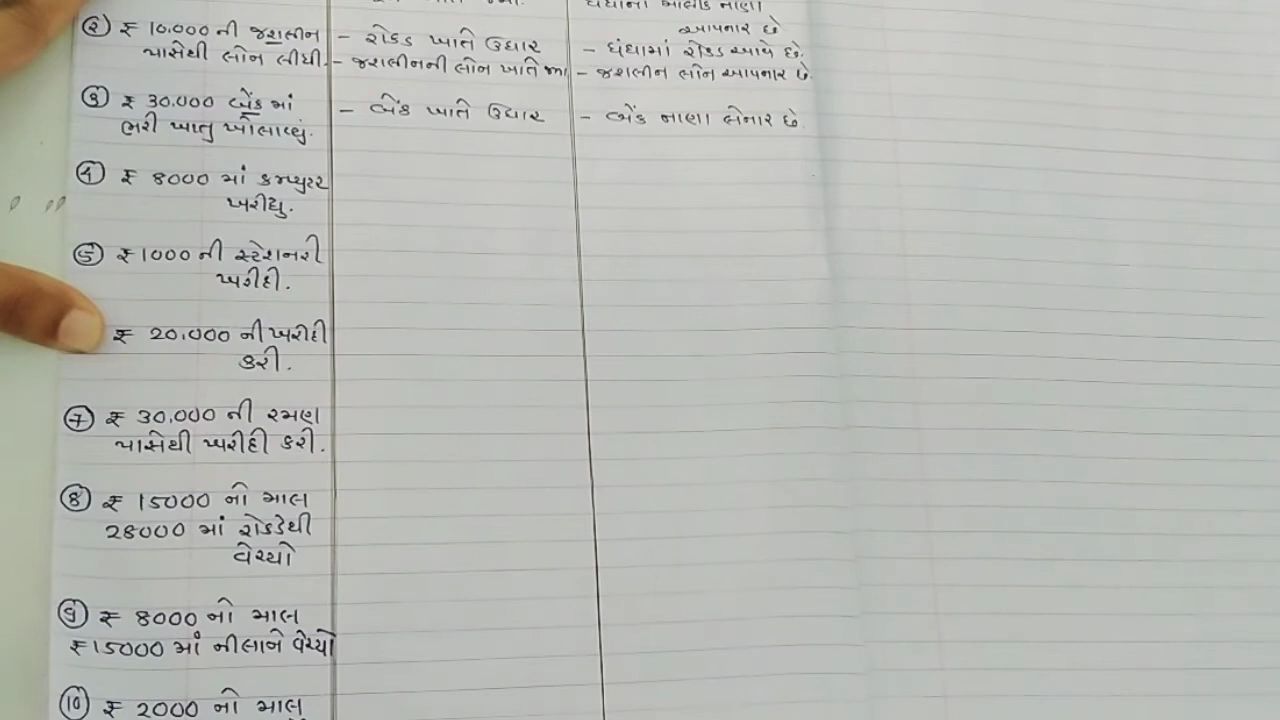 ધંધાના માલીક નાણા
આપનાર છે
② ₹ 10,000 ની જશલીન
પાસેથી લોન લીધી.
- રોકડ ખાતે ઉધાર
- જશલીનની લોન ખાતે જમા
- ધંધામાં રોકડ આવે છે.
- જશલીન લોન આપનાર છે.
③ ₹ 30,000 બેંક માં
ભરી ખાતુ ખોલાવ્યું.
- બેંક ખાતે ઉધાર
- બેંક નાણા લેનાર છે
④ ₹ 8000 માં કમ્પ્યુટર
ખરીદ્યુ.
⑤ ₹ 1000 ની સ્ટેશનરી
ખરીદી.
₹ 20,000 ની ખરીદી
કરી.
⑦ ₹ 30,000 ની રમણ
પાસેથી ખરીદી કરી.
⑧ ₹ 15000 નો માલ
28000 માં રોકડેથી
વેચ્યો
⑨ ₹ 8000 નો માલ
₹ 15000 માં નીલાને વેચ્યો
⑩ ₹ 2000 નો માલ